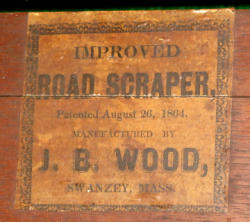 IMPROVED
ROAD SCRAPER,
Patented August 26, 1864.
MANUFACTURED BY
J. B. WOOD,
SWANZEY, MASS.